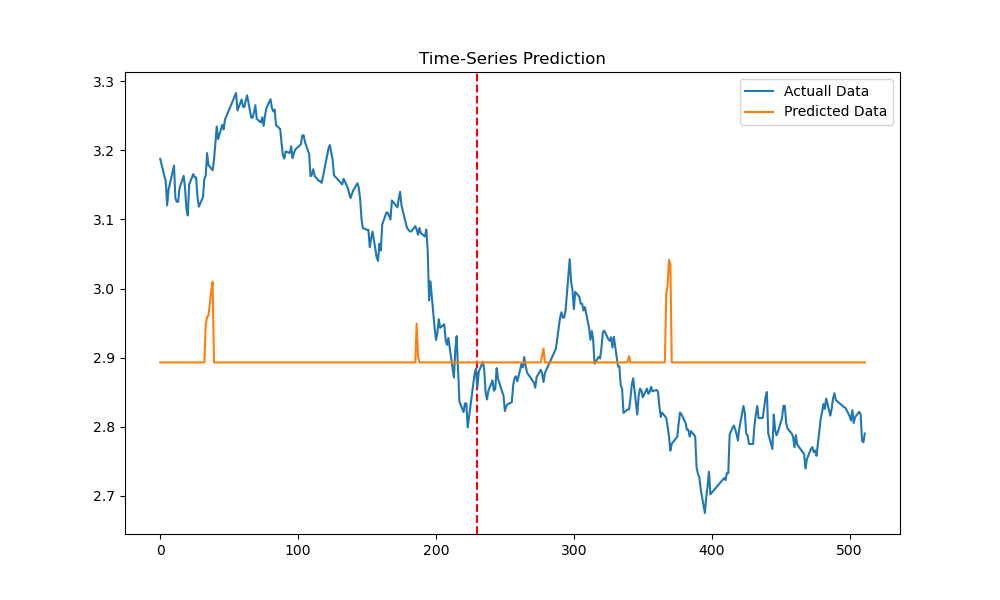 Time-Series Prediction
Actuall Data
Predicted Data
3.3
3.2
3.1
3.0
2.9
2.8
2.7
0 100 200 300 400 500